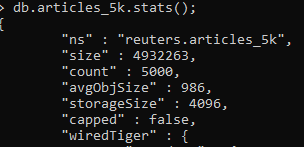 > db.articles_5k.stats();
{
"ns" : "reuters.articles_5k",
"size" : 4932263,
"count" : 5000,
"avgObjSize" : 986,
"storageSize" : 4096,
"capped" : false,
"wiredTiger" : {